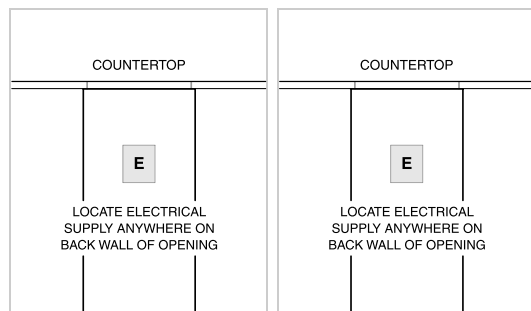 COUNTERTOP
E
LOCATE ELECTRICAL
SUPPLY ANYWHERE ON
BACK WALL OF OPENING
COUNTERTOP
E
LOCATE ELECTRICAL
SUPPLY ANYWHERE ON
BACK WALL OF OPENING